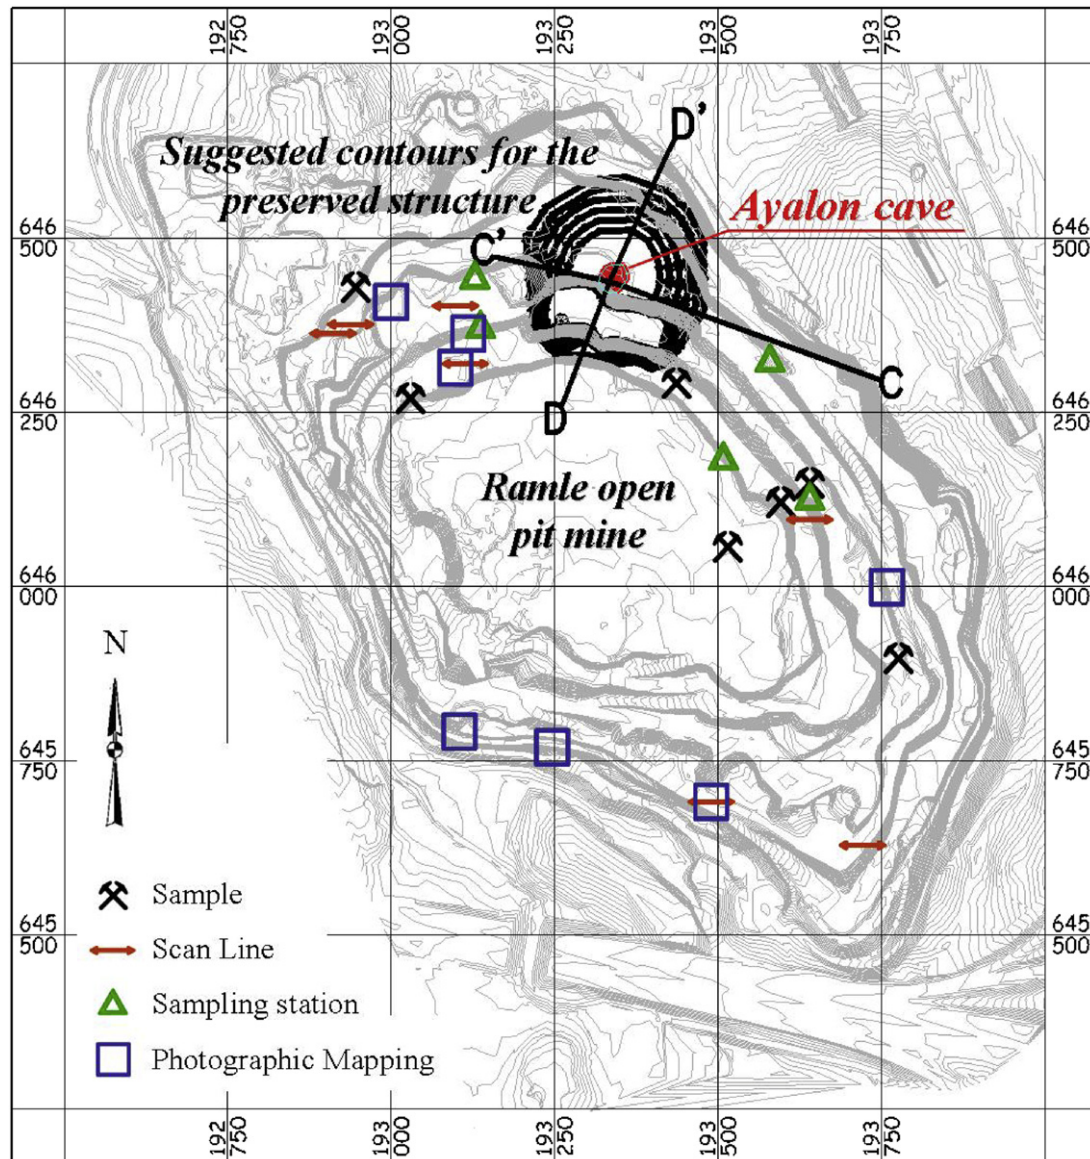 192
750
193
000
193
250
193
500
193
750
D'
Suggested contours for the
preserved structure
Ayalon cave
646
500
646
500
C'
C
646
250
646
250
D
Ramle open
pit mine
646
000
646
000
N
645
750
645
750
Sample
645
500
645
500
Scan Line
Sampling station
Photographic Mapping
192
750
193
000
193
250
193
500
193
750